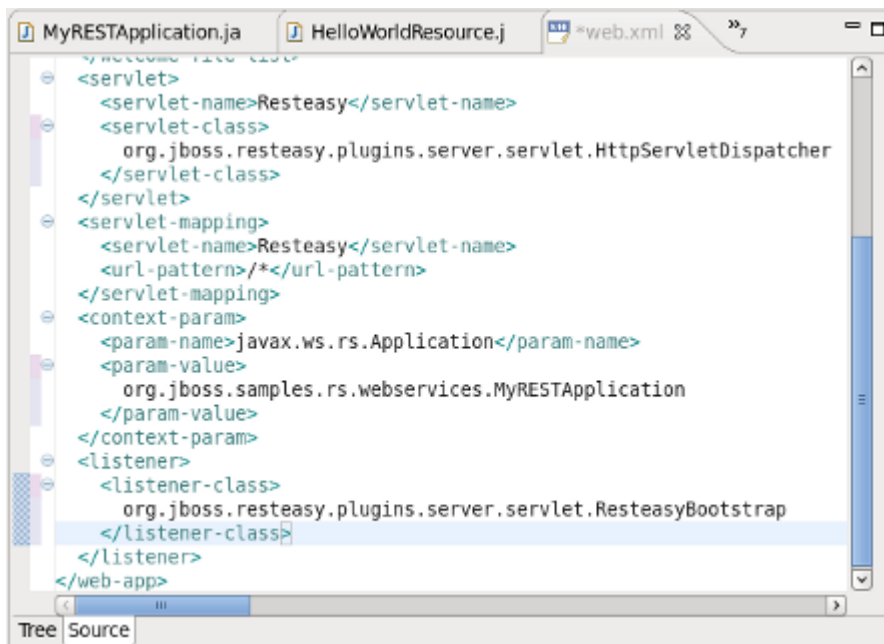 MyRESTApplication.ja HelloWorldResource.j *web.xml »7
</welcome-file-list>
<servlet>
<servlet-name>Resteasy</servlet-name>
<servlet-class>
org.jboss.resteasy.plugins.server.servlet.HttpServletDispatcher
</servlet-class>
</servlet>
<servlet-mapping>
<servlet-name>Resteasy</servlet-name>
<url-pattern>/*</url-pattern>
</servlet-mapping>
<context-param>
<param-name>javax.ws.rs.Application</param-name>
<param-value>
org.jboss.samples.rs.webservices.MyRESTApplication
</param-value>
</context-param>
<listener>
<listener-class>
org.jboss.resteasy.plugins.server.servlet.ResteasyBootstrap
</listener-class>
</listener>
</web-app>
Tree Source